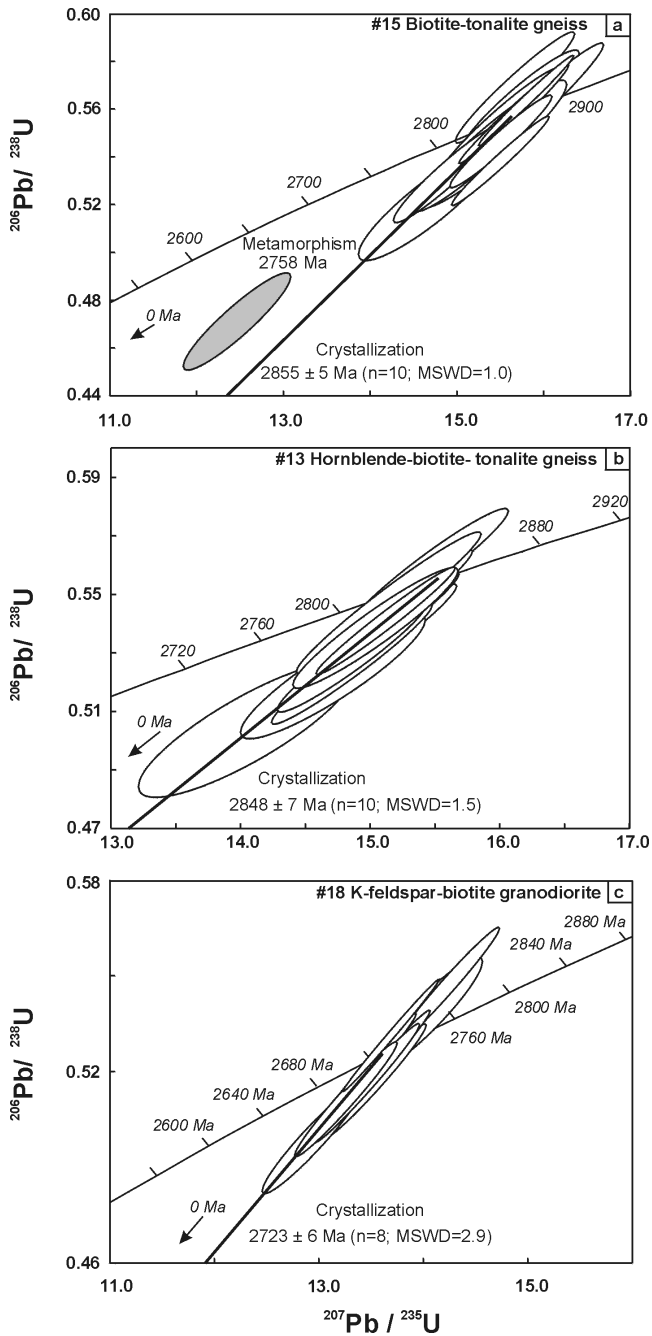 #15 Biotite-tonalite gneiss a
0.60
0.56
0.52
0.48
0.44
206Pb/ 238U
2600
2700
2800
2900
Metamorphism
2758 Ma
0 Ma
Crystallization
2855 ± 5 Ma (n=10; MSWD=1.0)
11.0 13.0 15.0 17.0
#13 Hornblende-biotite- tonalite gneiss b
0.59
0.55
0.51
0.47
206Pb/ 238U
2720
2760
2800
2880
2920
0 Ma
Crystallization
2848 ± 7 Ma (n=10; MSWD=1.5)
13.0 14.0 15.0 16.0 17.0
#18 K-feldspar-biotite granodiorite c
0.58
0.52
0.46
206Pb/ 238U
2880 Ma
2840 Ma
2800 Ma
2760 Ma
2680 Ma
2640 Ma
2600 Ma
0 Ma
Crystallization
2723 ± 6 Ma (n=8; MSWD=2.9)
11.0 13.0 15.0
207Pb / 235U